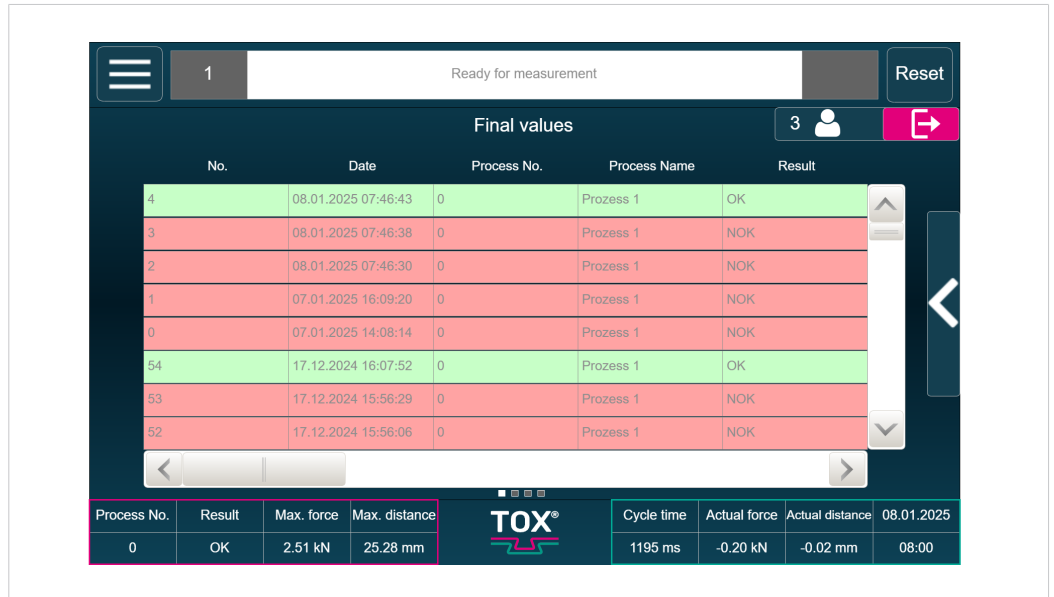 1 Ready for measurement Reset
Final values 3
No. Date Process No. Process Name Result
4 08.01.2025 07:46:43 0 Prozess 1 OK
3 08.01.2025 07:46:38 0 Prozess 1 NOK
2 08.01.2025 07:46:30 0 Prozess 1 NOK
1 07.01.2025 16:09:20 0 Prozess 1 NOK
0 07.01.2025 14:08:14 0 Prozess 1 NOK
54 17.12.2024 16:07:52 0 Prozess 1 OK
53 17.12.2024 15:56:29 0 Prozess 1 NOK
52 17.12.2024 15:56:06 0 Prozess 1 NOK
Process No. Result Max. force Max. distance TOX® Cycle time Actual force Actual distance 08.01.2025
0 OK 2.51 kN 25.28 mm 1195 ms -0.20 kN -0.02 mm 08:00